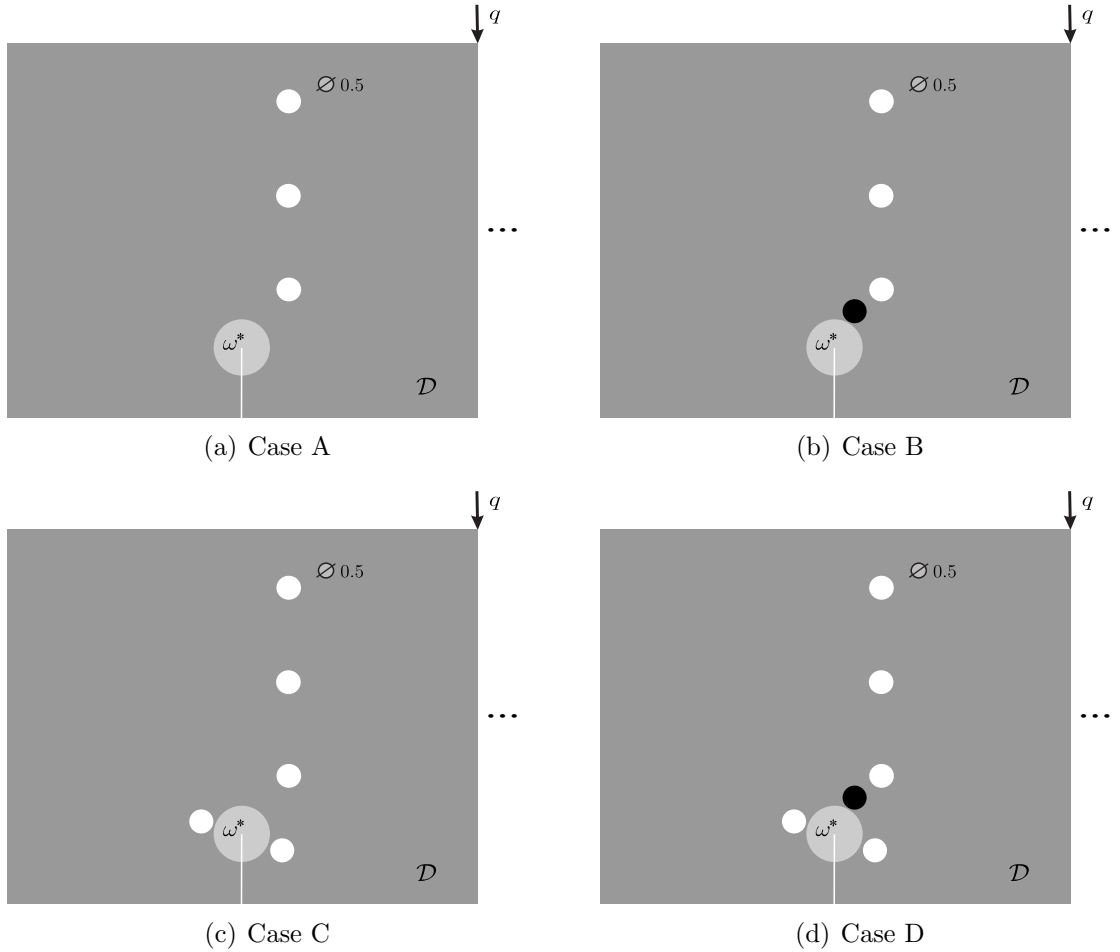 q q
⌀ 0.5 ⌀ 0.5
... ...
ω* ω*
𝒟 𝒟
(a) Case A (b) Case B
q q
⌀ 0.5 ⌀ 0.5
... ...
ω* ω*
𝒟 𝒟
(c) Case C (d) Case D